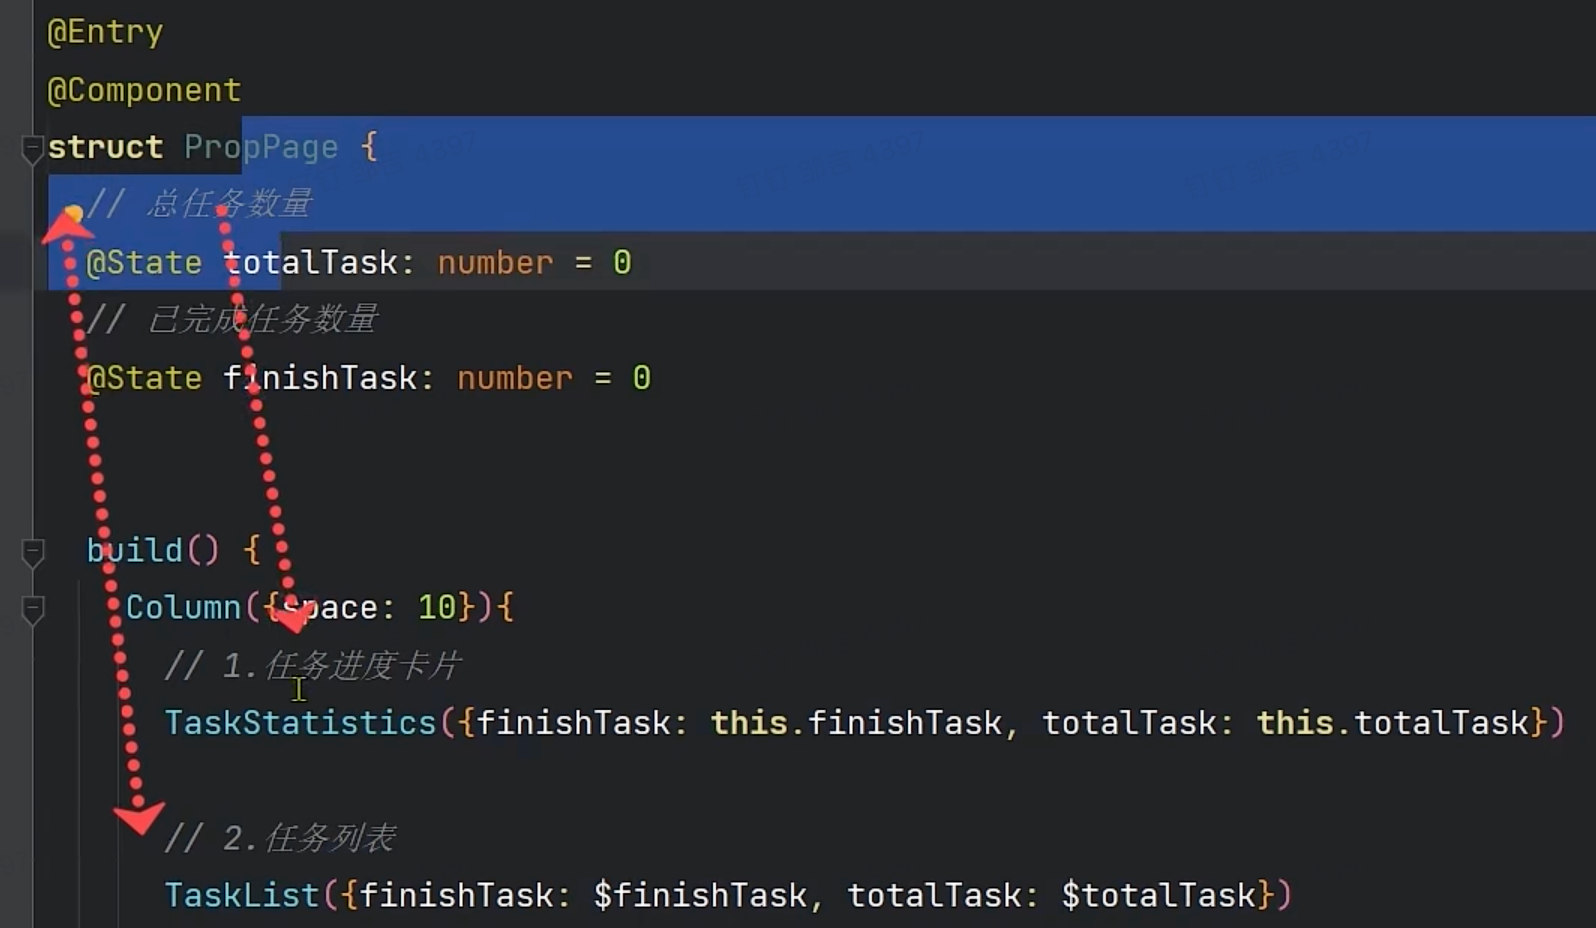 @Entry
@Component
struct PropPage {
// 总任务数量
@State totalTask: number = 0
// 已完成任务数量
@State finishTask: number = 0
build() {
Column({space: 10}){
// 1.任务进度卡片
TaskStatistics({finishTask: this.finishTask, totalTask: this.totalTask})
// 2.任务列表
TaskList({finishTask: $finishTask, totalTask: $totalTask})